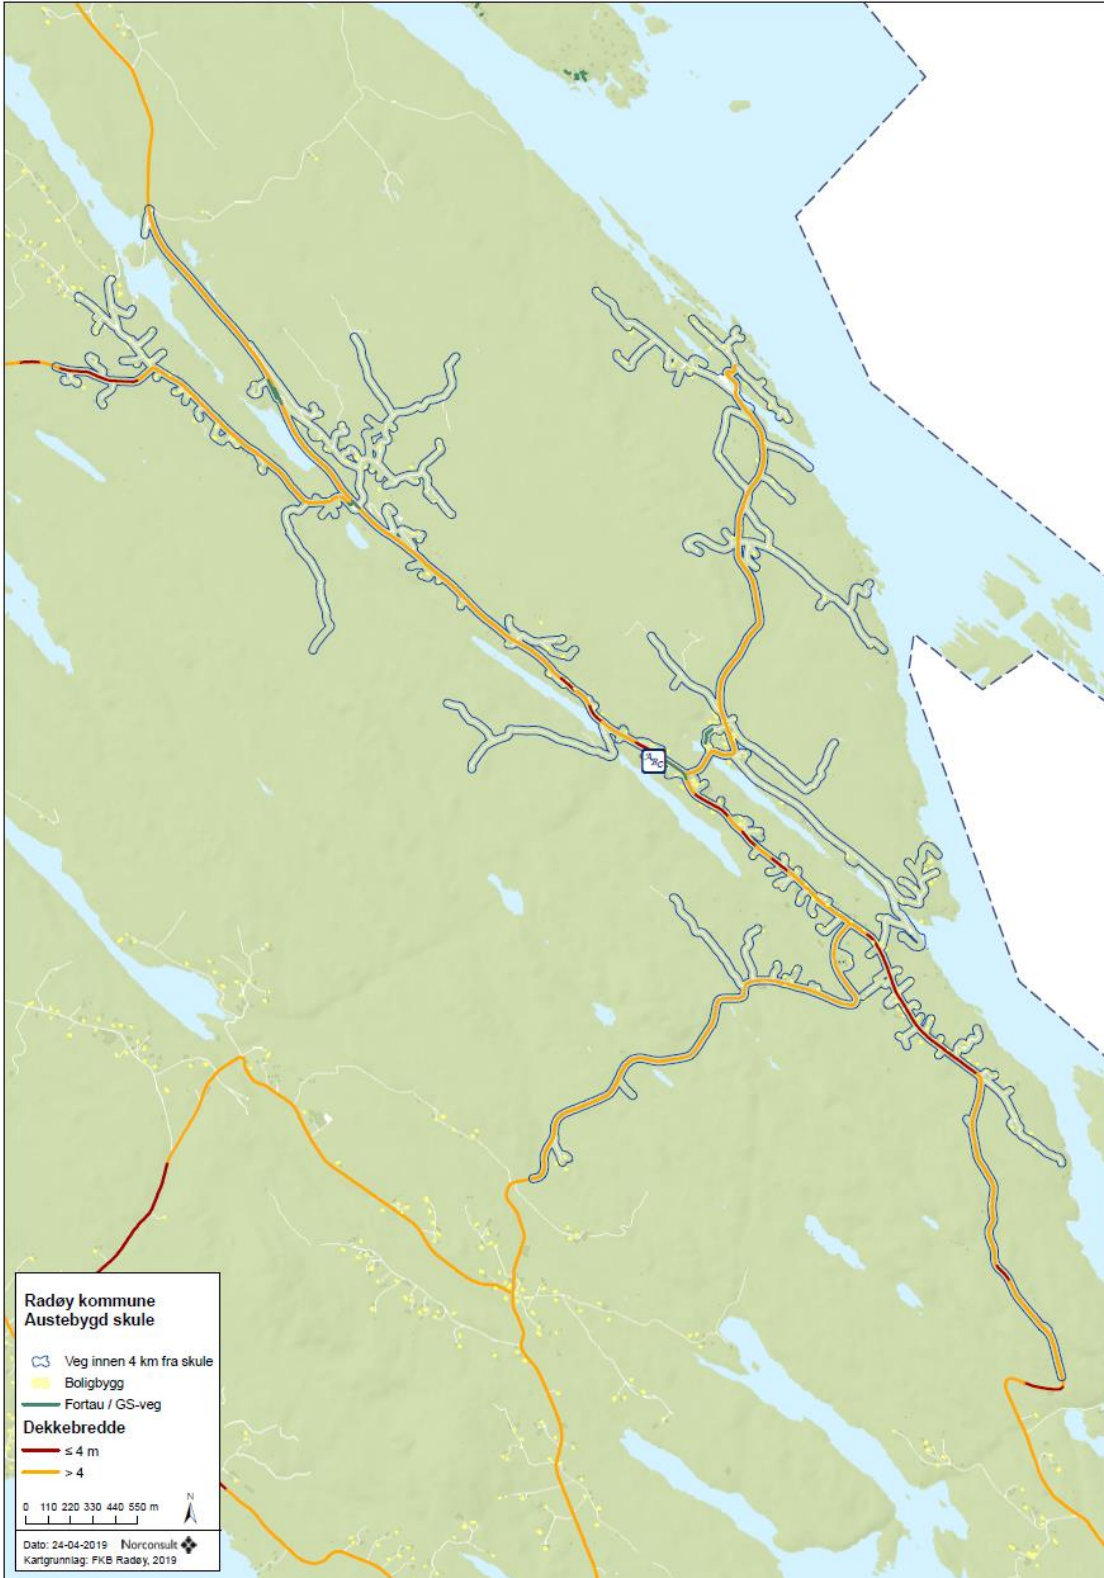 ABC
Radøy kommune
Austebygd skule
Veg innen 4 km fra skule
Boligbygg
Fortau / GS-veg
Dekkebredde
≤ 4 m
> 4
0 110 220 330 440 550 m
N
Dato: 24-04-2019 Norconsult
Kartgrunnlag: FKB Radøy, 2019